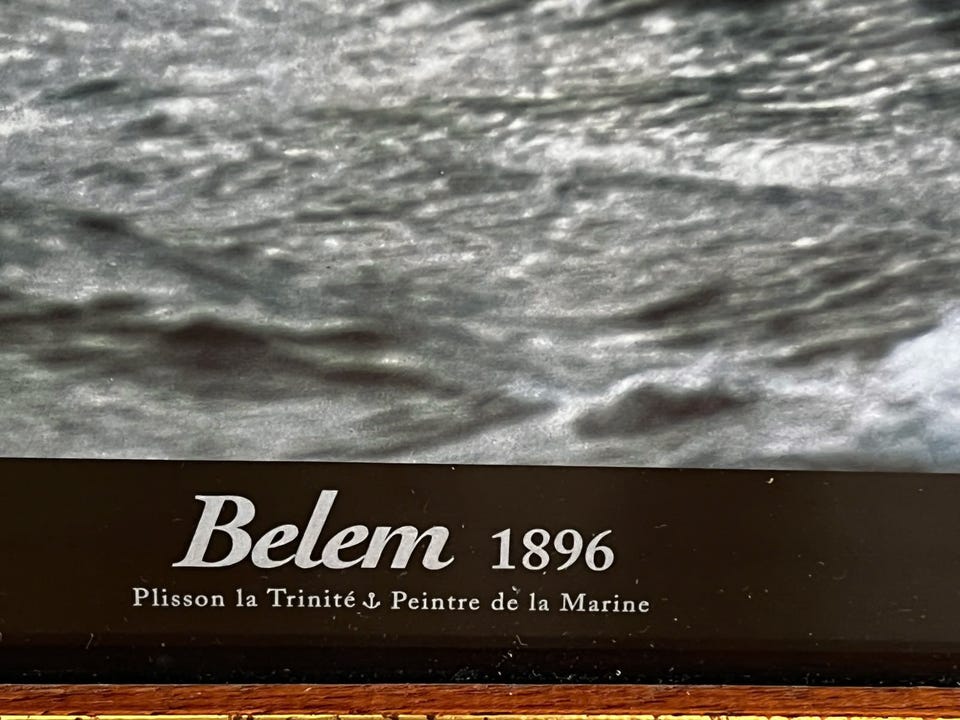 Belem 1896
Plisson la Trinité ⚓ Peintre de la Marine